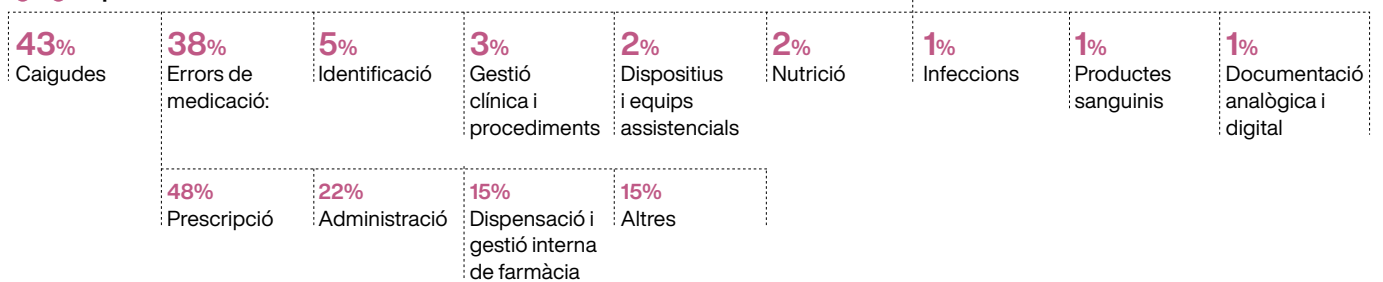 43%
Caigudes
38%
Errors de
medicació:
5%
Identificació
3%
Gestió
clínica i
procediments
2%
Dispositius
i equips
assistencials
2%
Nutrició
1%
Infeccions
1%
Productes
sanguinis
1%
Documentació
analògica i
digital
48%
Prescripció
22%
Administració
15%
Dispensació i
gestió interna
de farmàcia
15%
Altres